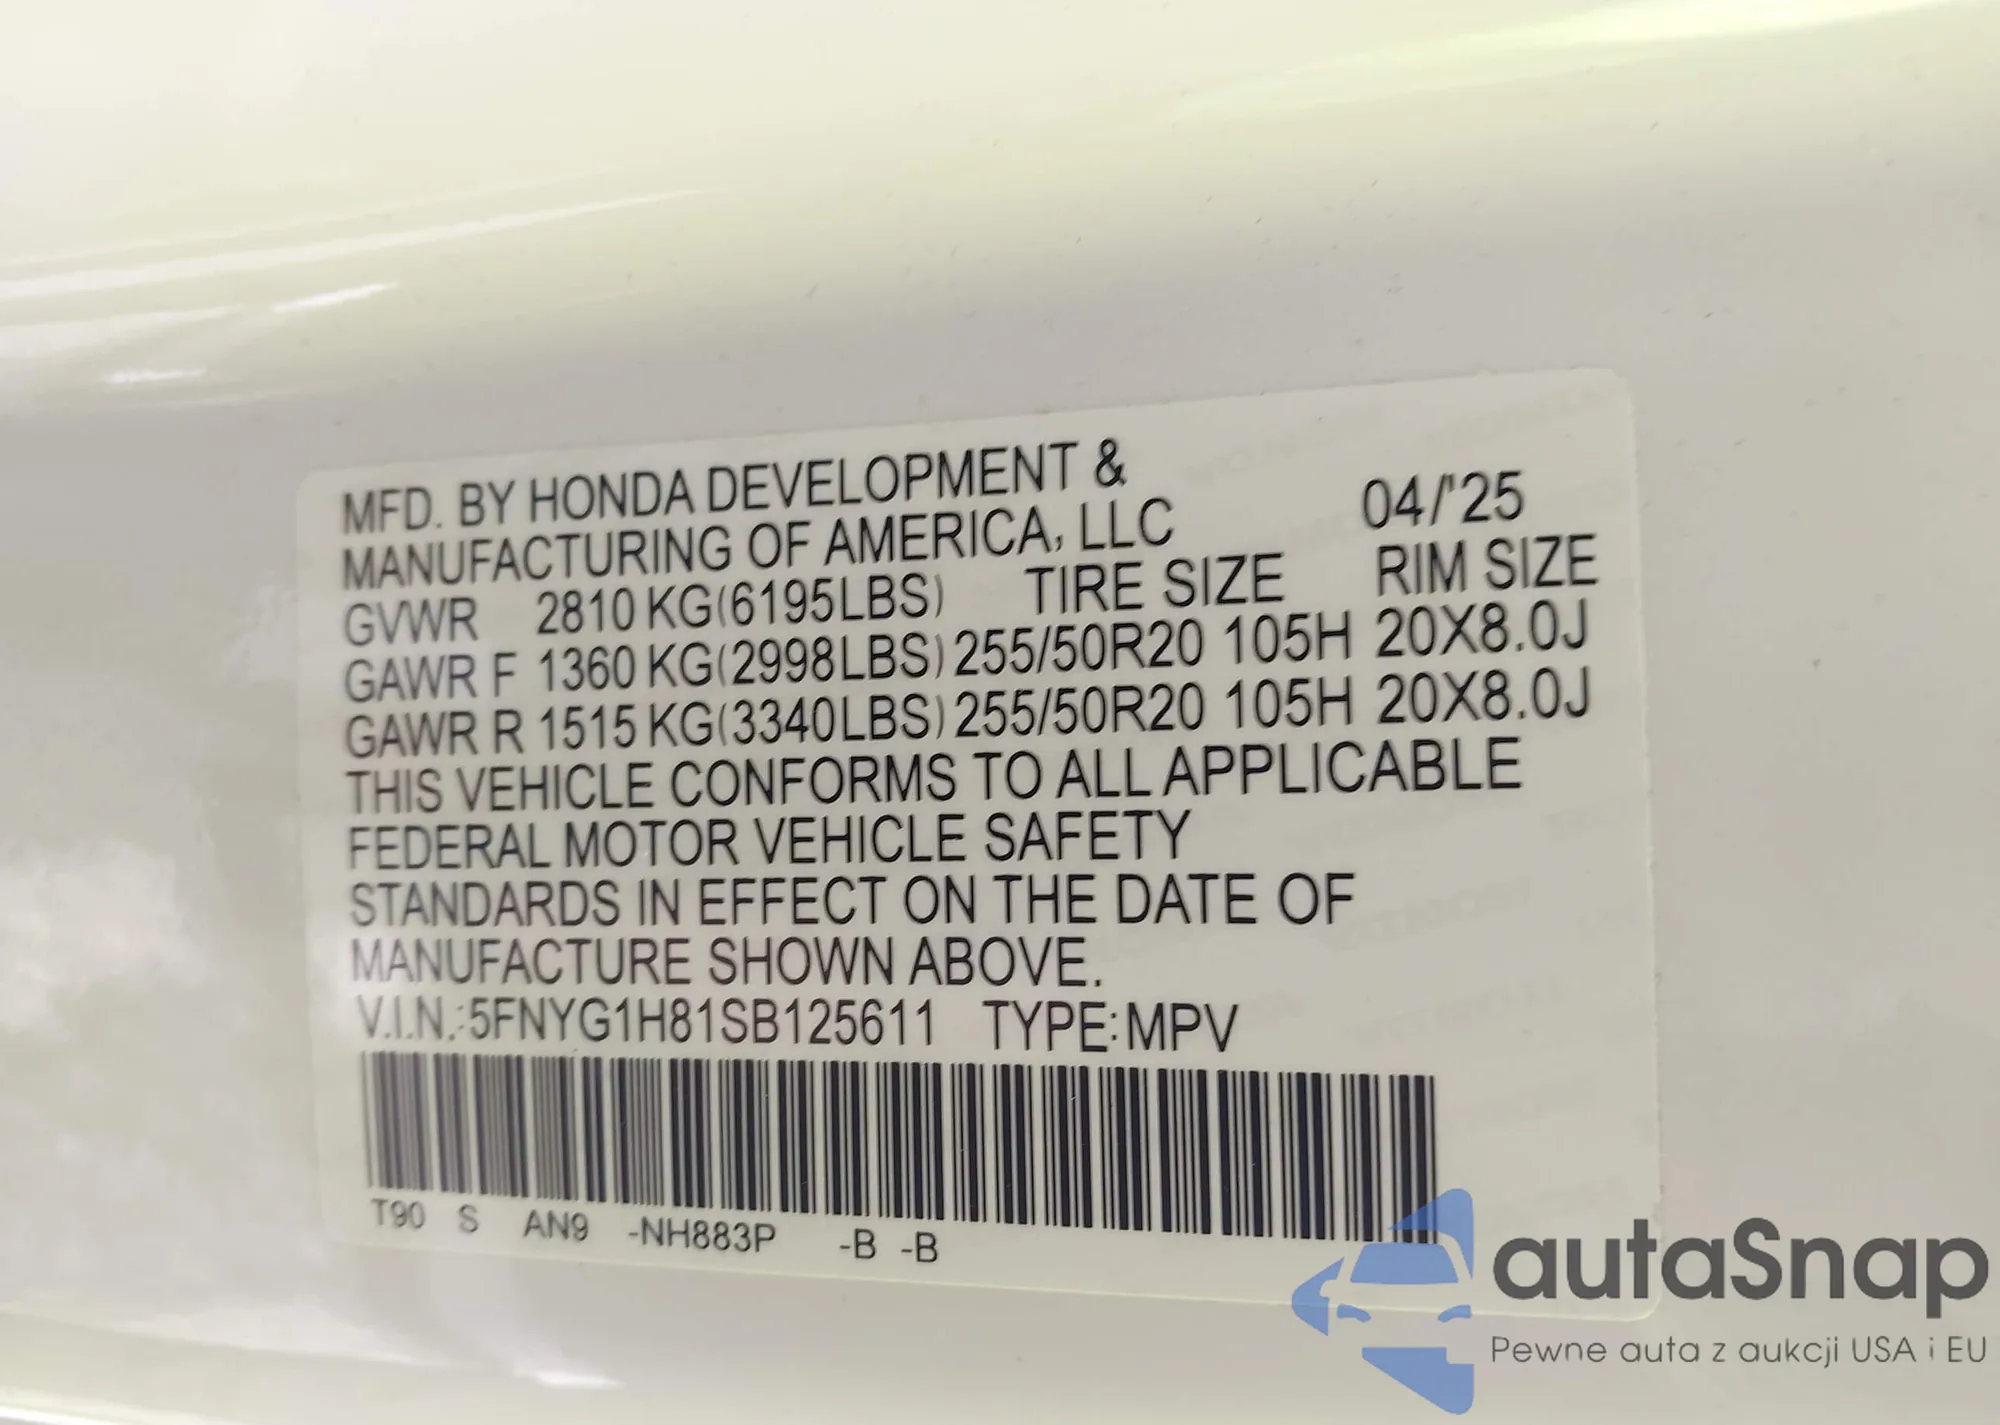 MFD. BY HONDA DEVELOPMENT &
MANUFACTURING OF AMERICA, LLC 04/'25
GVWR 2810 KG(6195LBS) TIRE SIZE RIM SIZE
GAWR F 1360 KG(2998LBS) 255/50R20 105H 20X8.0J
GAWR R 1515 KG(3340LBS) 255/50R20 105H 20X8.0J
THIS VEHICLE CONFORMS TO ALL APPLICABLE
FEDERAL MOTOR VEHICLE SAFETY
STANDARDS IN EFFECT ON THE DATE OF
MANUFACTURE SHOWN ABOVE.
V.I.N.:5FNYG1H81SB125611 TYPE:MPV
T90 S AN9 -NH883P -B -B
autaSnap
Pewne auta z aukcji USA i EU